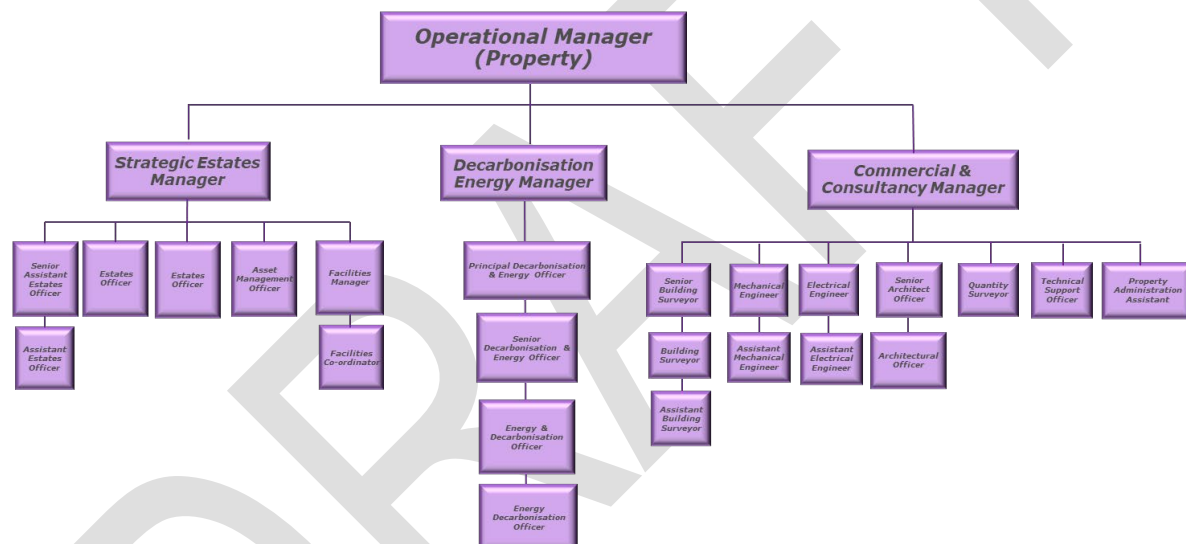 Operational Manager
(Property)
Strategic Estates
Manager
Decarbonisation
Energy Manager
Commercial &
Consultancy Manager
Senior
Assistant
Estates
Officer
Estates
Officer
Estates
Officer
Asset
Management
Officer
Facilities
Manager
Assistant
Estates
Officer
Facilities
Co-ordinator
Principal Decarbonisation
& Energy Officer
Senior
Decarbonisation &
Energy Officer
Energy &
Decarbonisation
Officer
Energy
Decarbonisation
Officer
Senior
Building
Surveyor
Mechanical
Engineer
Electrical
Engineer
Senior
Architect
Officer
Quantity
Surveyor
Technical
Support
Officer
Property
Administration
Assistant
Building
Surveyor
Assistant
Mechanical
Engineer
Assistant
Electrical
Engineer
Architectural
Officer
Assistant
Building
Surveyor
DRAFT